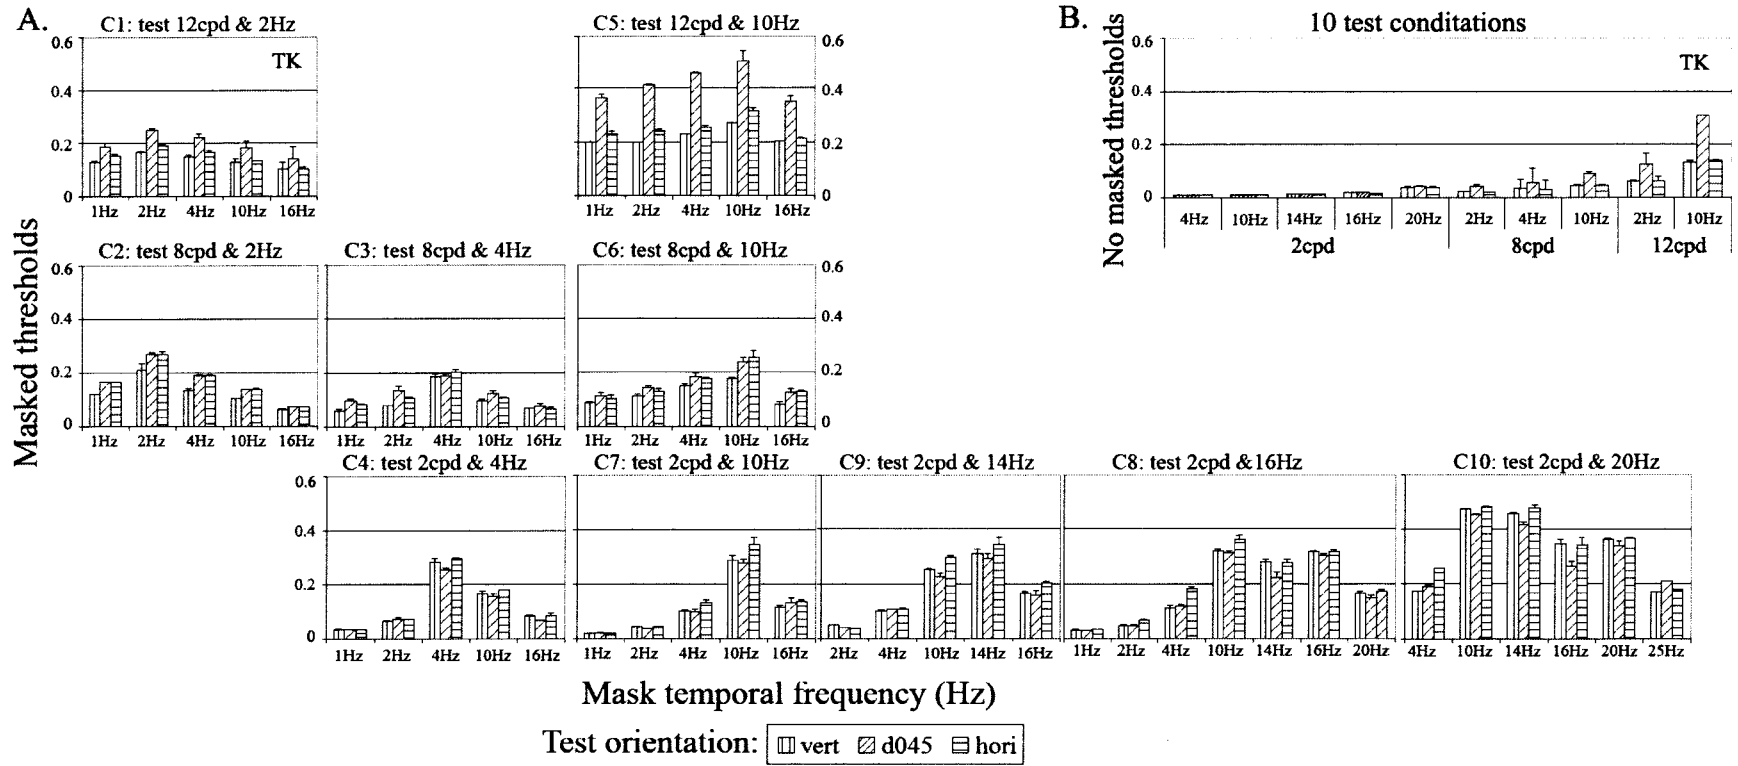 A.
C1: test 12cpd & 2Hz
C5: test 12cpd & 10Hz
B.
10 test conditations
0.6 0.4 0.2 0
TK
1Hz 2Hz 4Hz 10Hz 16Hz
0.6 0.4 0.2 0
1Hz 2Hz 4Hz 10Hz 16Hz
No masked thresholds
0.6 0.4 0.2 0
TK
4Hz 10Hz 14Hz 16Hz 20Hz 2Hz 4Hz 10Hz 2Hz 10Hz
2cpd 8cpd 12cpd
Masked thresholds
C2: test 8cpd & 2Hz
C3: test 8cpd & 4Hz
C6: test 8cpd & 10Hz
0.6 0.4 0.2 0
1Hz 2Hz 4Hz 10Hz 16Hz
1Hz 2Hz 4Hz 10Hz 16Hz
0.6 0.4 0.2 0
1Hz 2Hz 4Hz 10Hz 16Hz
C4: test 2cpd & 4Hz
C7: test 2cpd & 10Hz
C9: test 2cpd & 14Hz
C8: test 2cpd &16Hz
C10: test 2cpd & 20Hz
0.6 0.4 0.2 0
1Hz 2Hz 4Hz 10Hz 16Hz
1Hz 2Hz 4Hz 10Hz 16Hz
2Hz 4Hz 10Hz 14Hz 16Hz
1Hz 2Hz 4Hz 10Hz 14Hz 16Hz 20Hz
4Hz 10Hz 14Hz 16Hz 20Hz 25Hz
Mask temporal frequency (Hz)
Test orientation: vert d045 hori